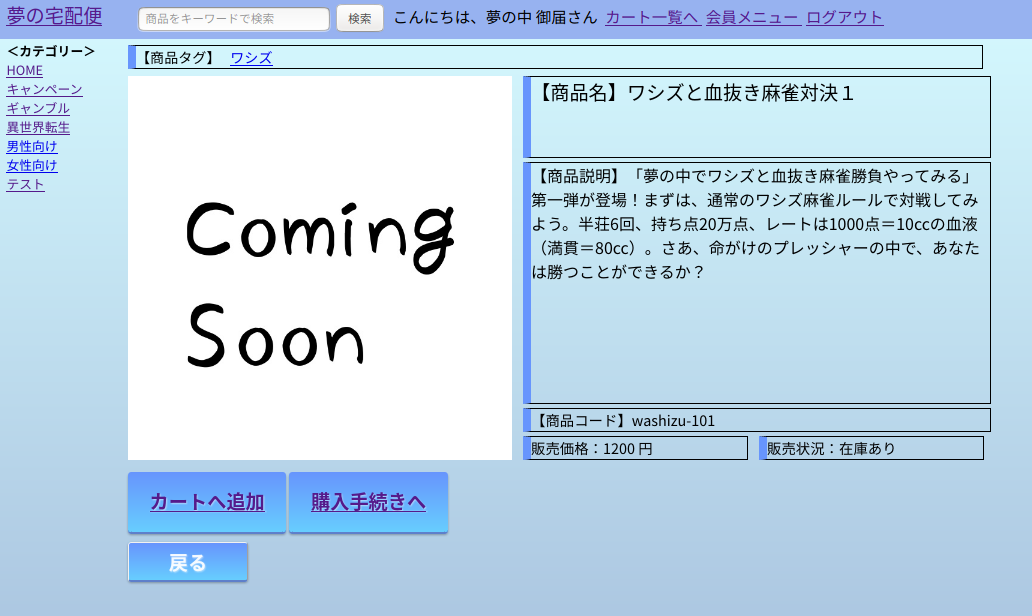 夢の宅配便 商品をキーワードで検索 検索 こんにちは、夢の中 御届さん カート一覧へ 会員メニュー ログアウト
＜カテゴリー＞
HOME
キャンペーン
ギャンブル
異世界転生
男性向け
女性向け
テスト
【商品タグ】 ワシズ
Coming
Soon
【商品名】ワシズと血抜き麻雀対決１
【商品説明】「夢の中でワシズと血抜き麻雀勝負やってみる」
第一弾が登場！まずは、通常のワシズ麻雀ルールで対戦してみ
よう。半荘6回、持ち点20万点、レートは1000点＝10ccの血液
（満貫＝80cc）。さあ、命がけのプレッシャーの中で、あなた
は勝つことができるか？
【商品コード】washizu-101
販売価格：1200 円 販売状況：在庫あり
カートへ追加 購入手続きへ
戻る